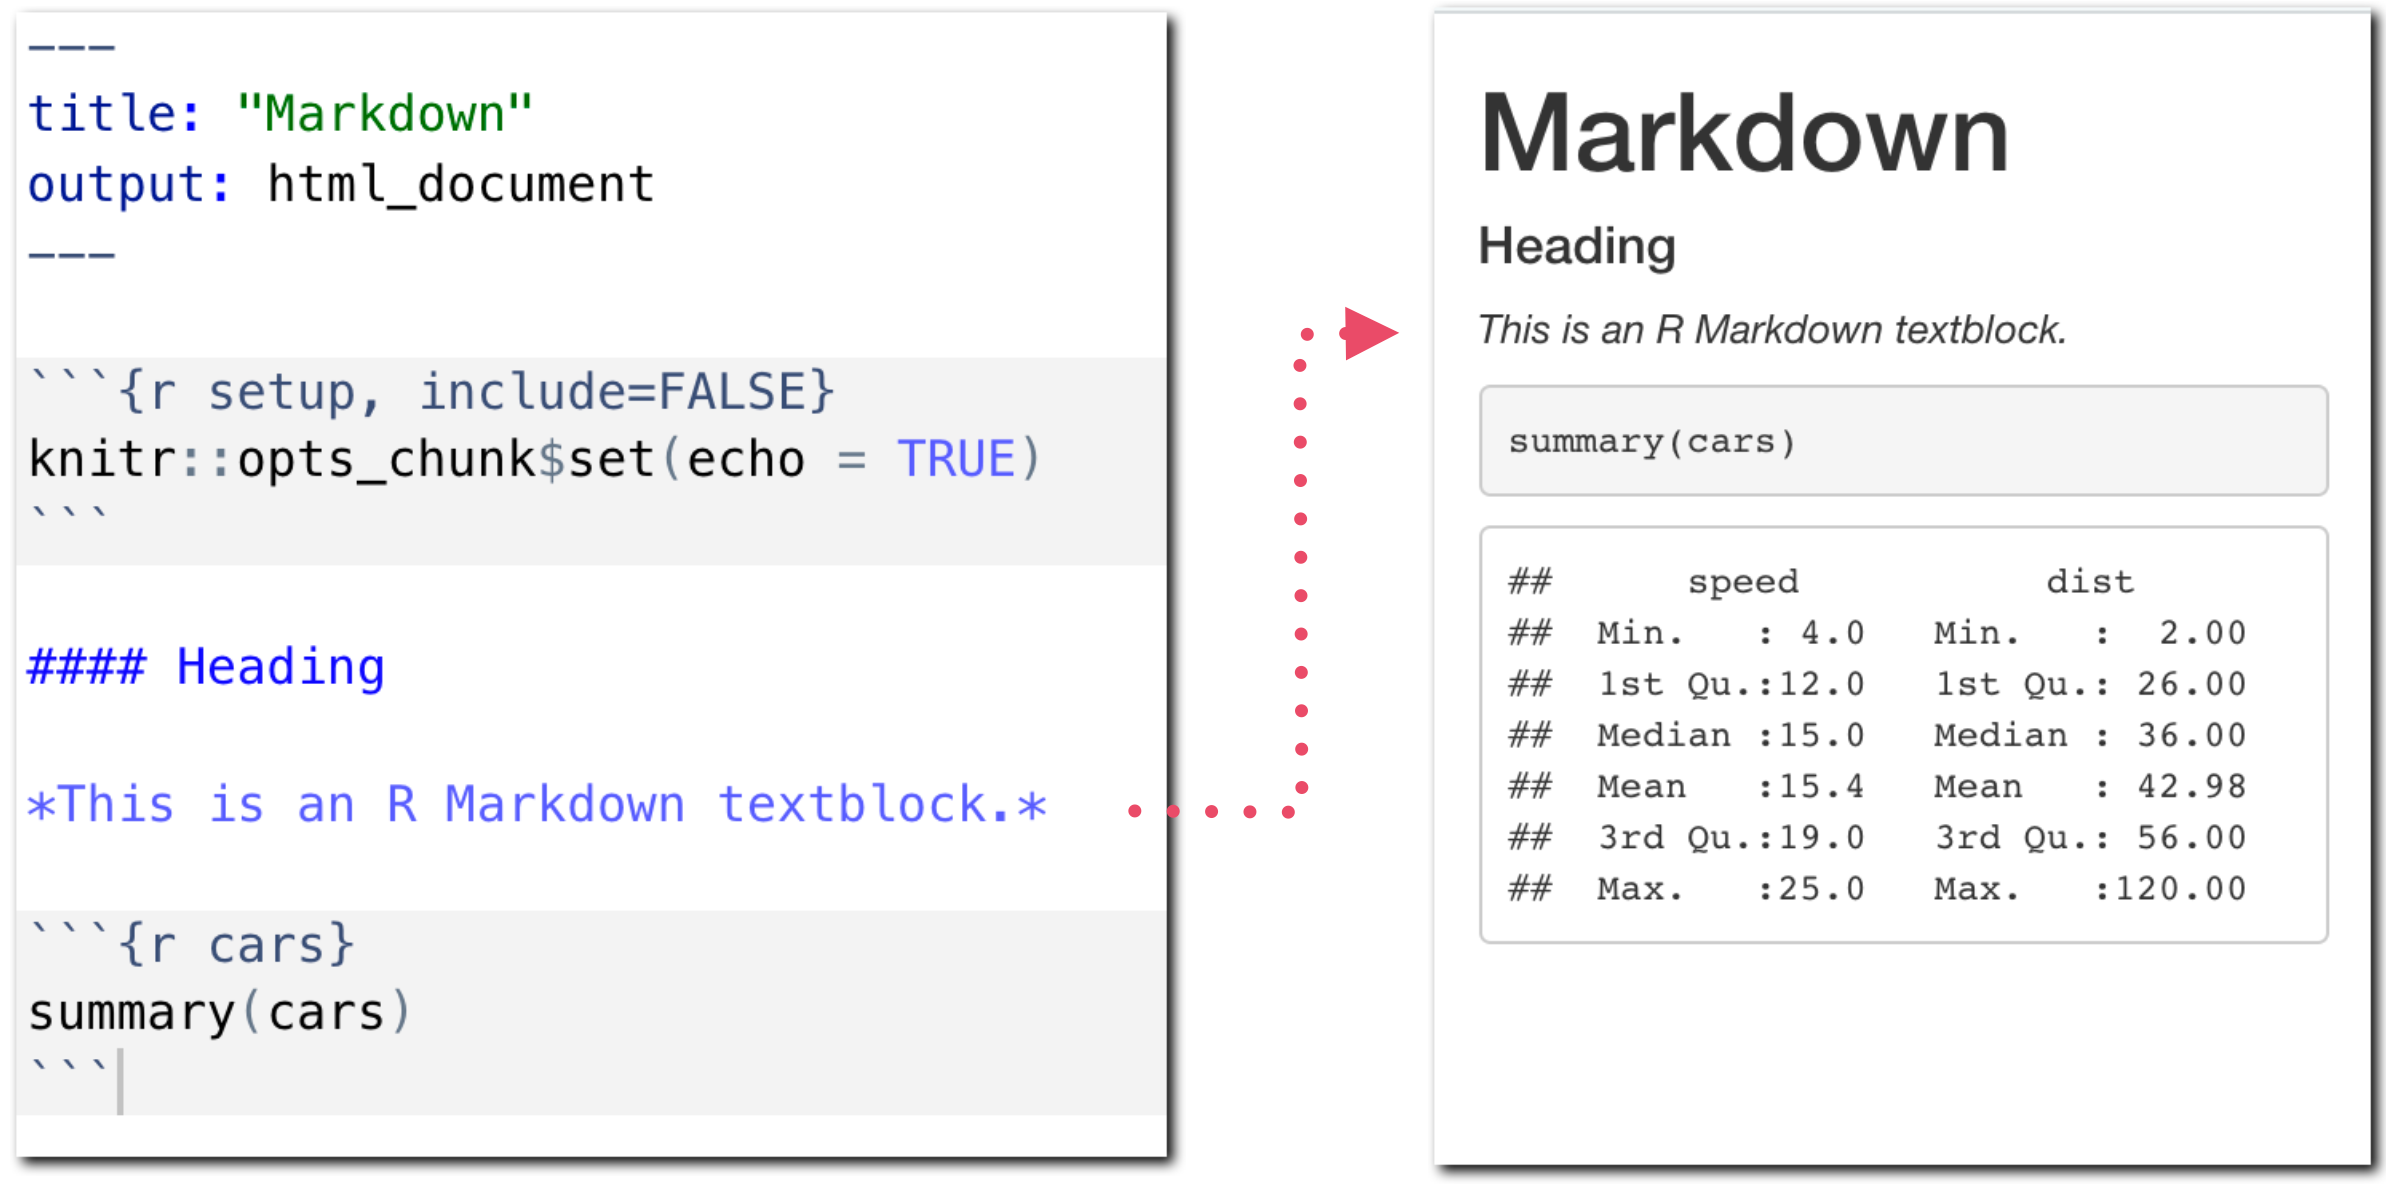 ---
title: "Markdown"
output: html_document
---
```{r setup, include=FALSE}
knitr::opts_chunk$set(echo = TRUE)
```
#### Heading
*This is an R Markdown textblock.*
```{r cars}
summary(cars)
```
Markdown
Heading
This is an R Markdown textblock.
summary(cars)
##      speed           dist
##  Min.   : 4.0   Min.   :  2.00
##  1st Qu.:12.0   1st Qu.: 26.00
##  Median :15.0   Median : 36.00
##  Mean   :15.4   Mean   : 42.98
##  3rd Qu.:19.0   3rd Qu.: 56.00
##  Max.   :25.0   Max.   :120.00